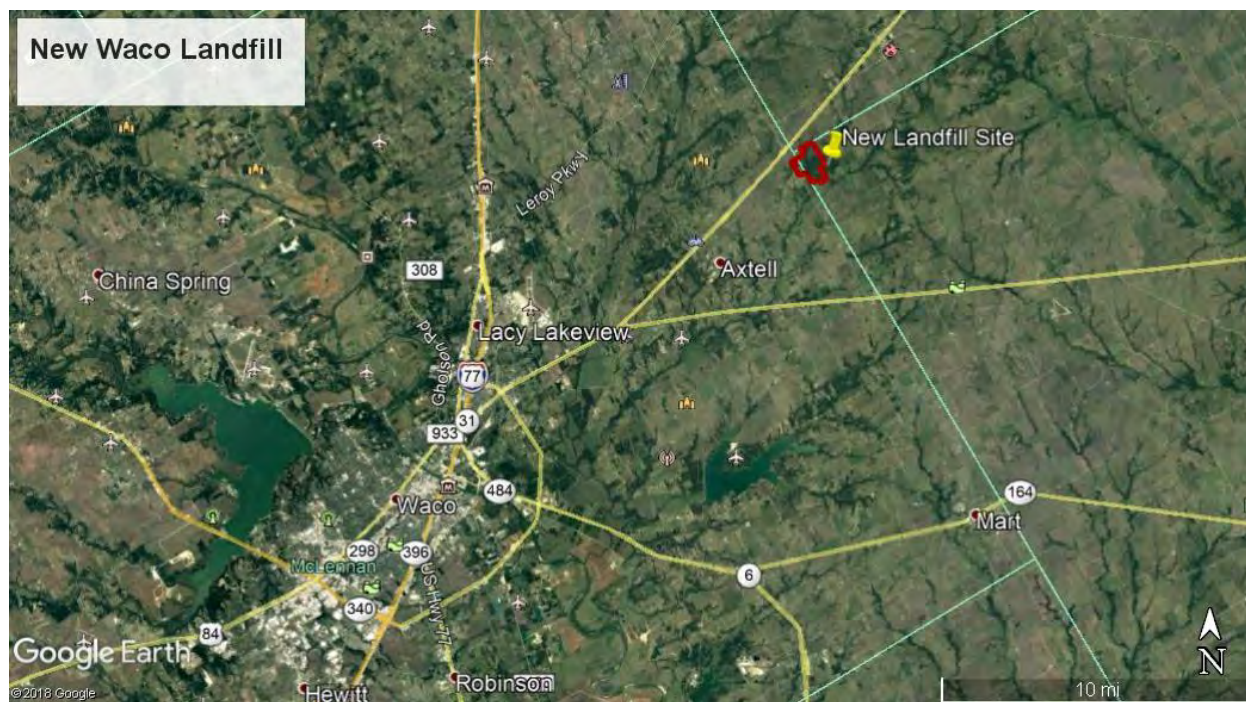 New Waco Landfill
New Landfill Site
Leroy Pkwy
Axtell
China Spring
308
Lacy Lakeview
Gholson Rd
77
31
933
484
Waco
164
Mart
298
396
McLennan
6
US Hwy 77
340
84
Google Earth
N
©2018 Google
Hewitt
Robinson
10 mi